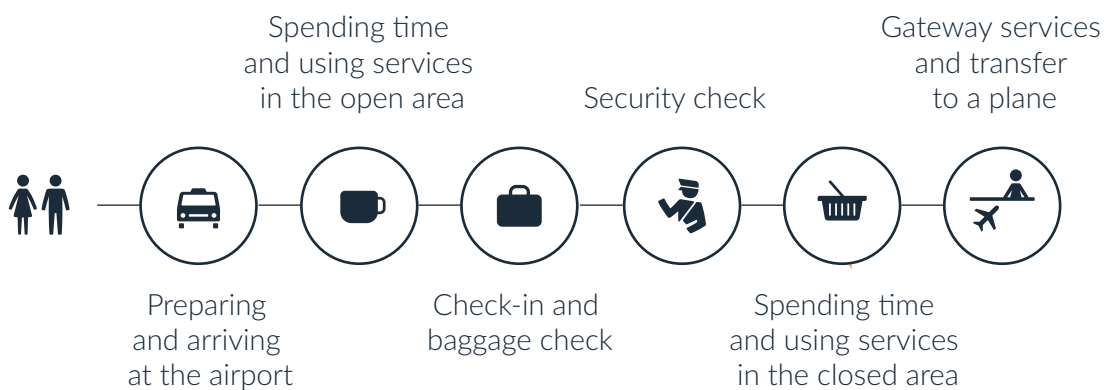 Spending time
and using services
in the open area
Security check
Gateway services
and transfer
to a plane
Preparing
and arriving
at the airport
Check-in and
baggage check
Spending time
and using services
in the closed area